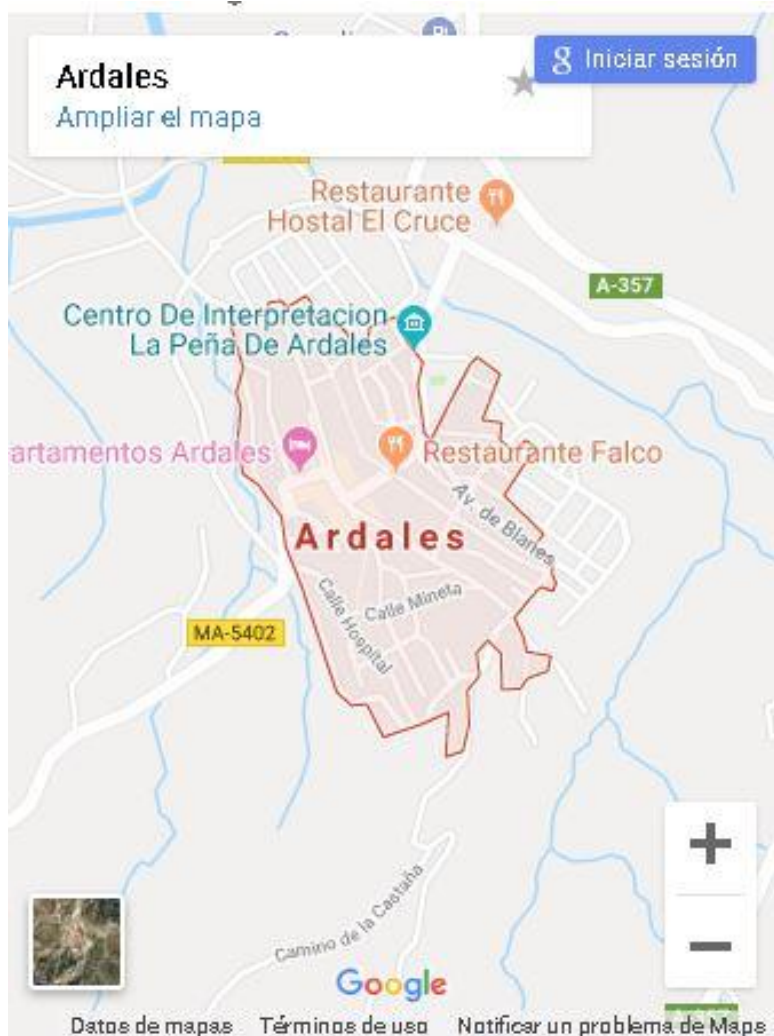 Ardales
Ampliar el mapa
g Iniciar sesión
Restaurante
Hostal El Cruce
A-357
Centro De Interpretacion
La Peña De Ardales
artamentos Ardales
Restaurante Falco
Av. de Blanes
Ardales
Calle Mineta
Calle Hospital
MA-5402
Camino de la Castaña
Google
Datos de mapas Términos de uso Notificar un problema de Maps